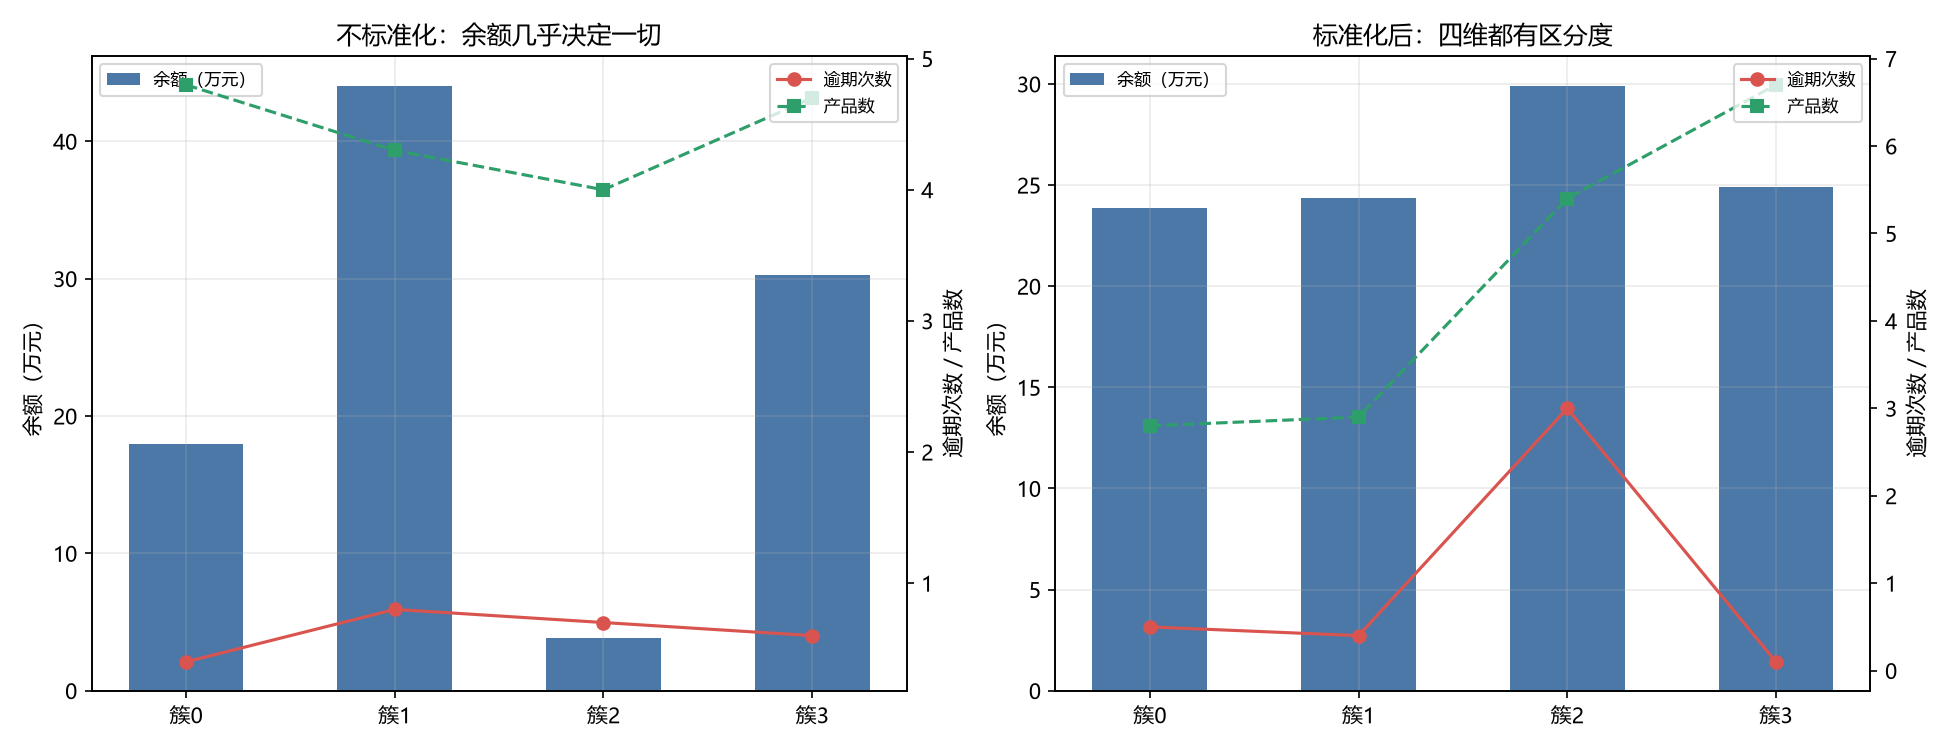 不标准化：余额几乎决定一切
余额（万元）
逾期次数
产品数
余额（万元）
0
10
20
30
40
1
2
3
4
5
逾期次数 / 产品数
簇0
簇1
簇2
簇3
标准化后：四维都有区分度
余额（万元）
逾期次数
产品数
余额（万元）
0
5
10
15
20
25
30
0
1
2
3
4
5
6
7
逾期次数 / 产品数
簇0
簇1
簇2
簇3